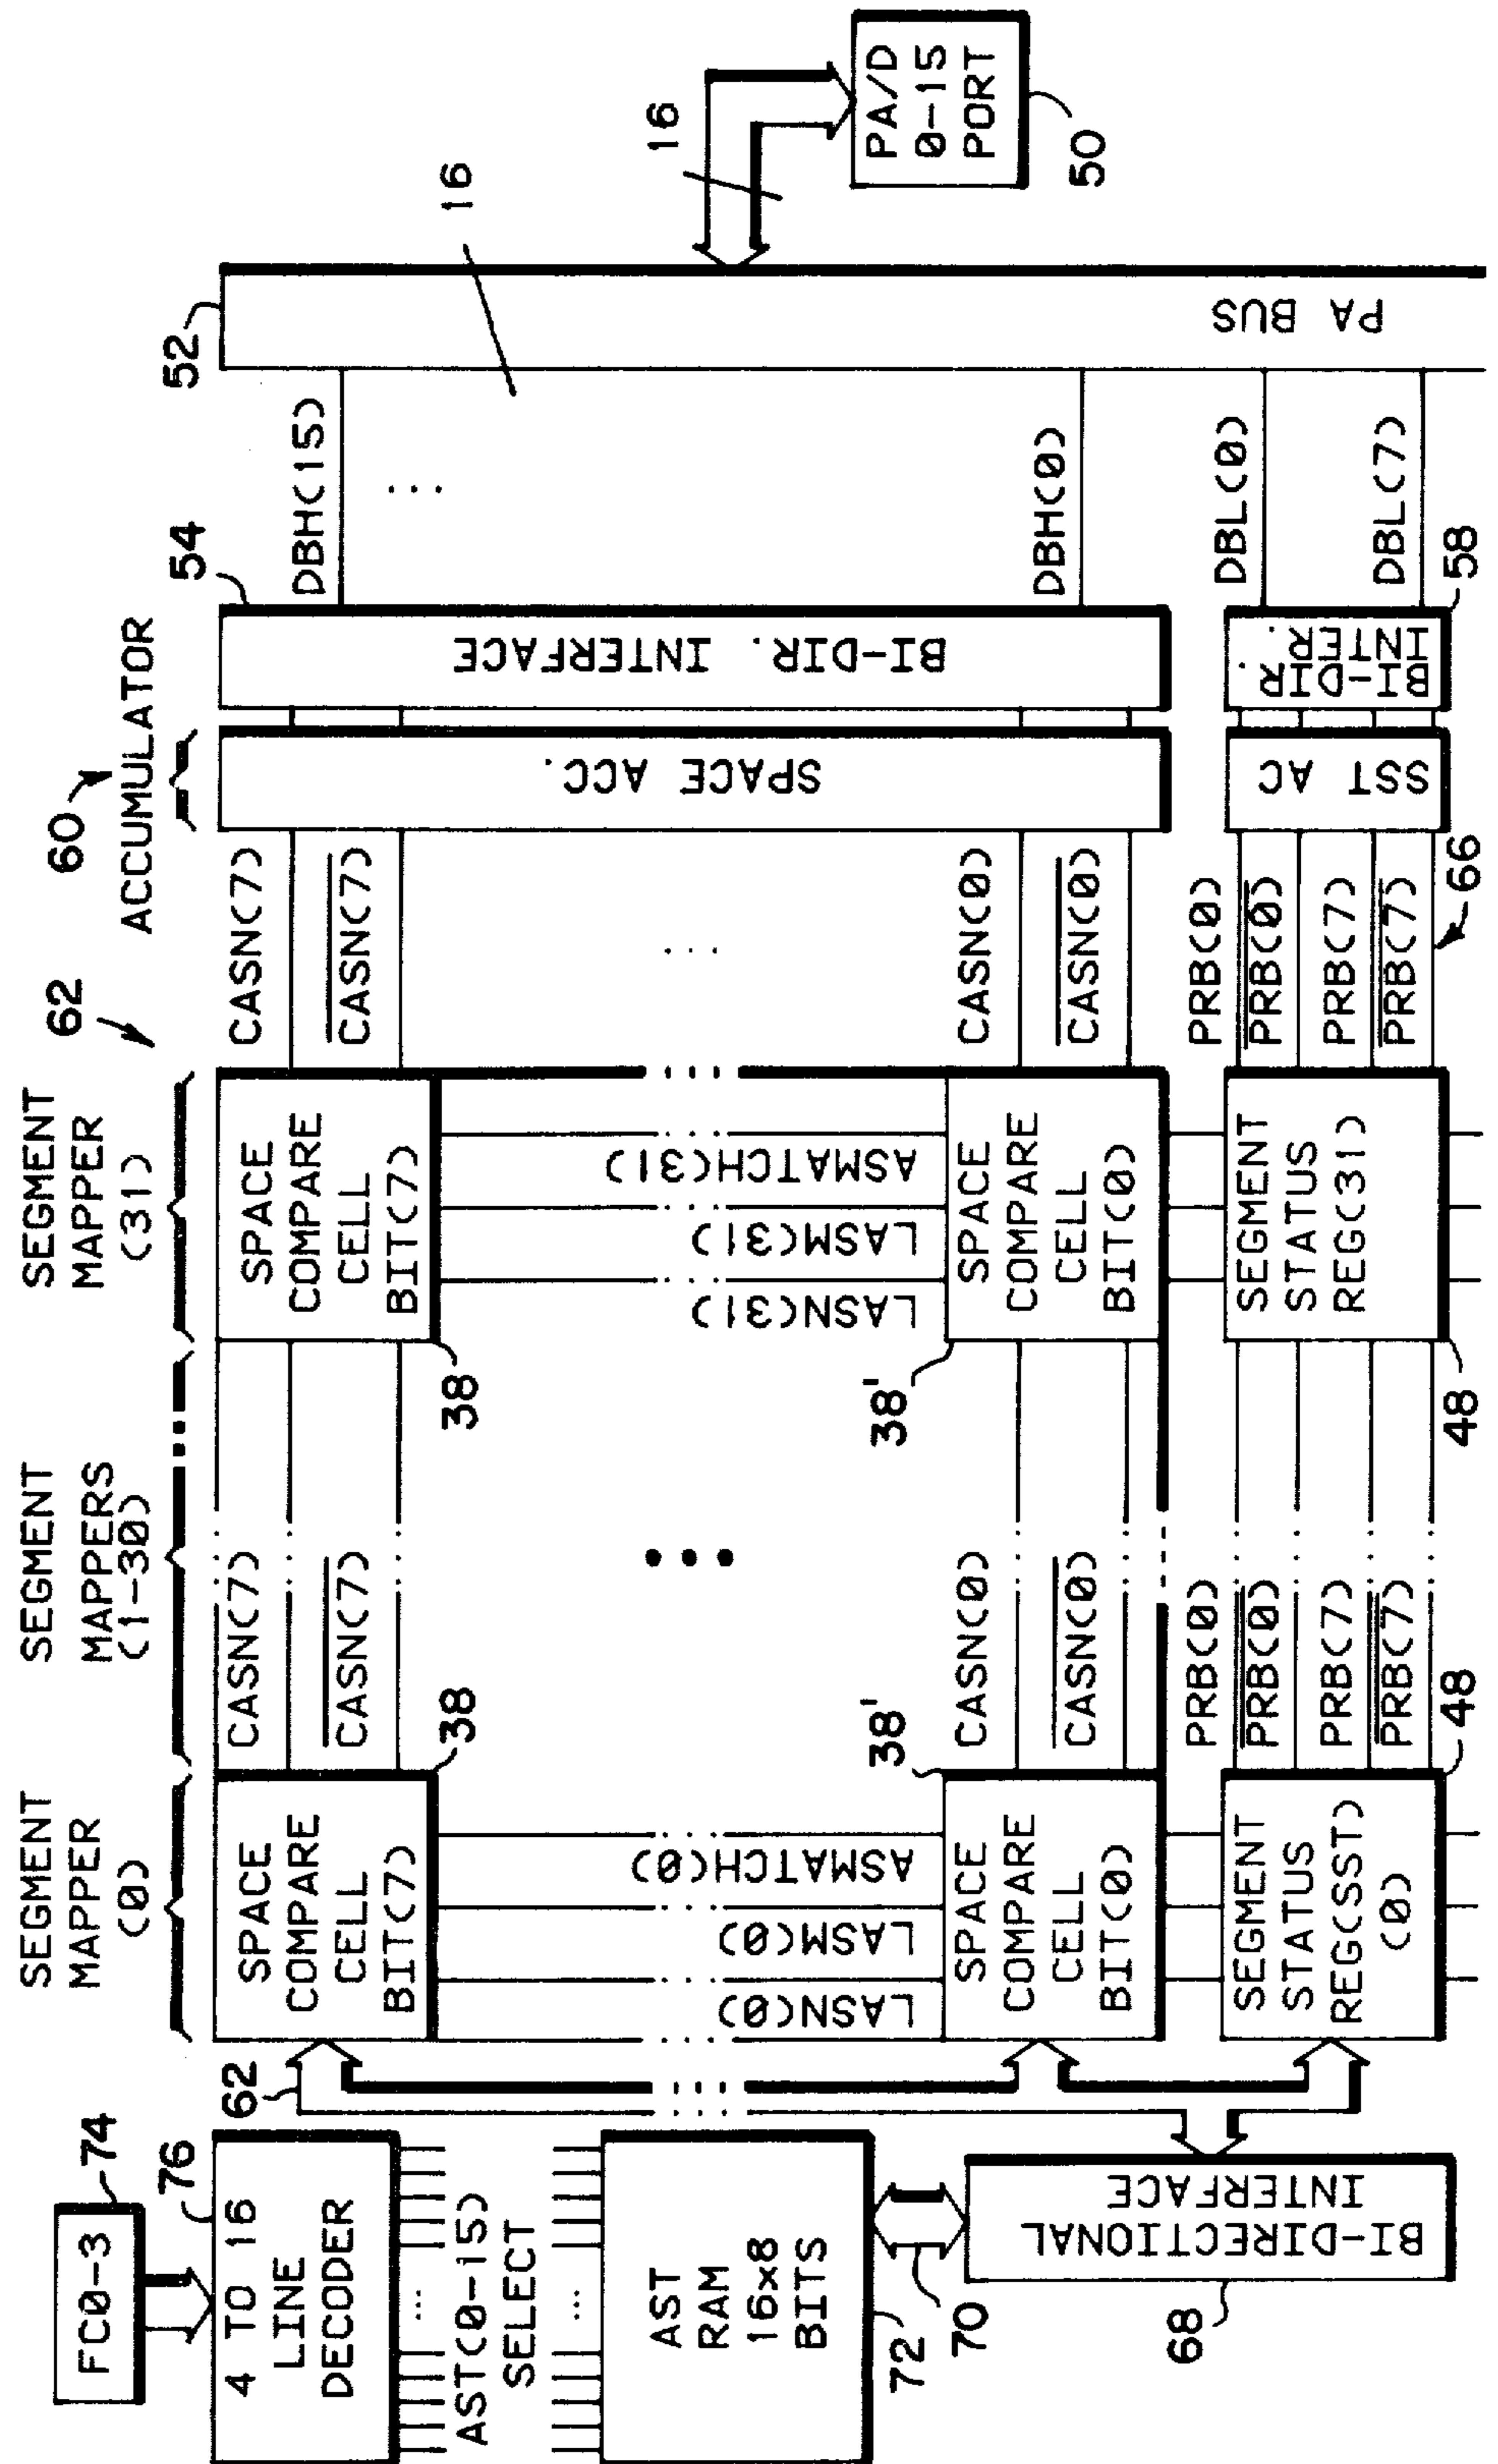 FC0-3
74
76
4 TO 16
LINE
DECODER
...
AST(0-15)
SELECT
...
AST
RAM
16x8
BITS
72
70
68
BI-DIRECTIONAL
INTERFACE
62
SEGMENT
MAPPER
(0)
SPACE
COMPARE
CELL
BIT(7)
38
LASN(0)
LASM(0)
ASMATCH(0)
SPACE
COMPARE
CELL
BIT(0)
38'
SEGMENT
STATUS
REG(SST)
(0)
48
SEGMENT
MAPPERS
(1-30)
CASN(7)
CASN(7)
...
CASN(0)
CASN(0)
PRB(0)
PRB(0)
PRB(7)
PRB(7)
SEGMENT
MAPPER
(31)
SPACE
COMPARE
CELL
BIT(7)
38
LASN(31)
LASM(31)
ASMATCH(31)
SPACE
COMPARE
CELL
BIT(0)
38'
SEGMENT
STATUS
REG(31)
48
62
CASN(7)
CASN(7)
...
CASN(0)
CASN(0)
PRB(0)
PRB(0)
PRB(7)
PRB(7)
66
60
ACCUMULATOR
SPACE ACC.
SST AC
54
BI-DIR. INTERFACE
BI-DIR.
INTER.
58
DBH(15)
...
DBH(0)
DBL(0)
DBL(7)
16
52
PA BUS
16
PA/D
0-15
PORT
50